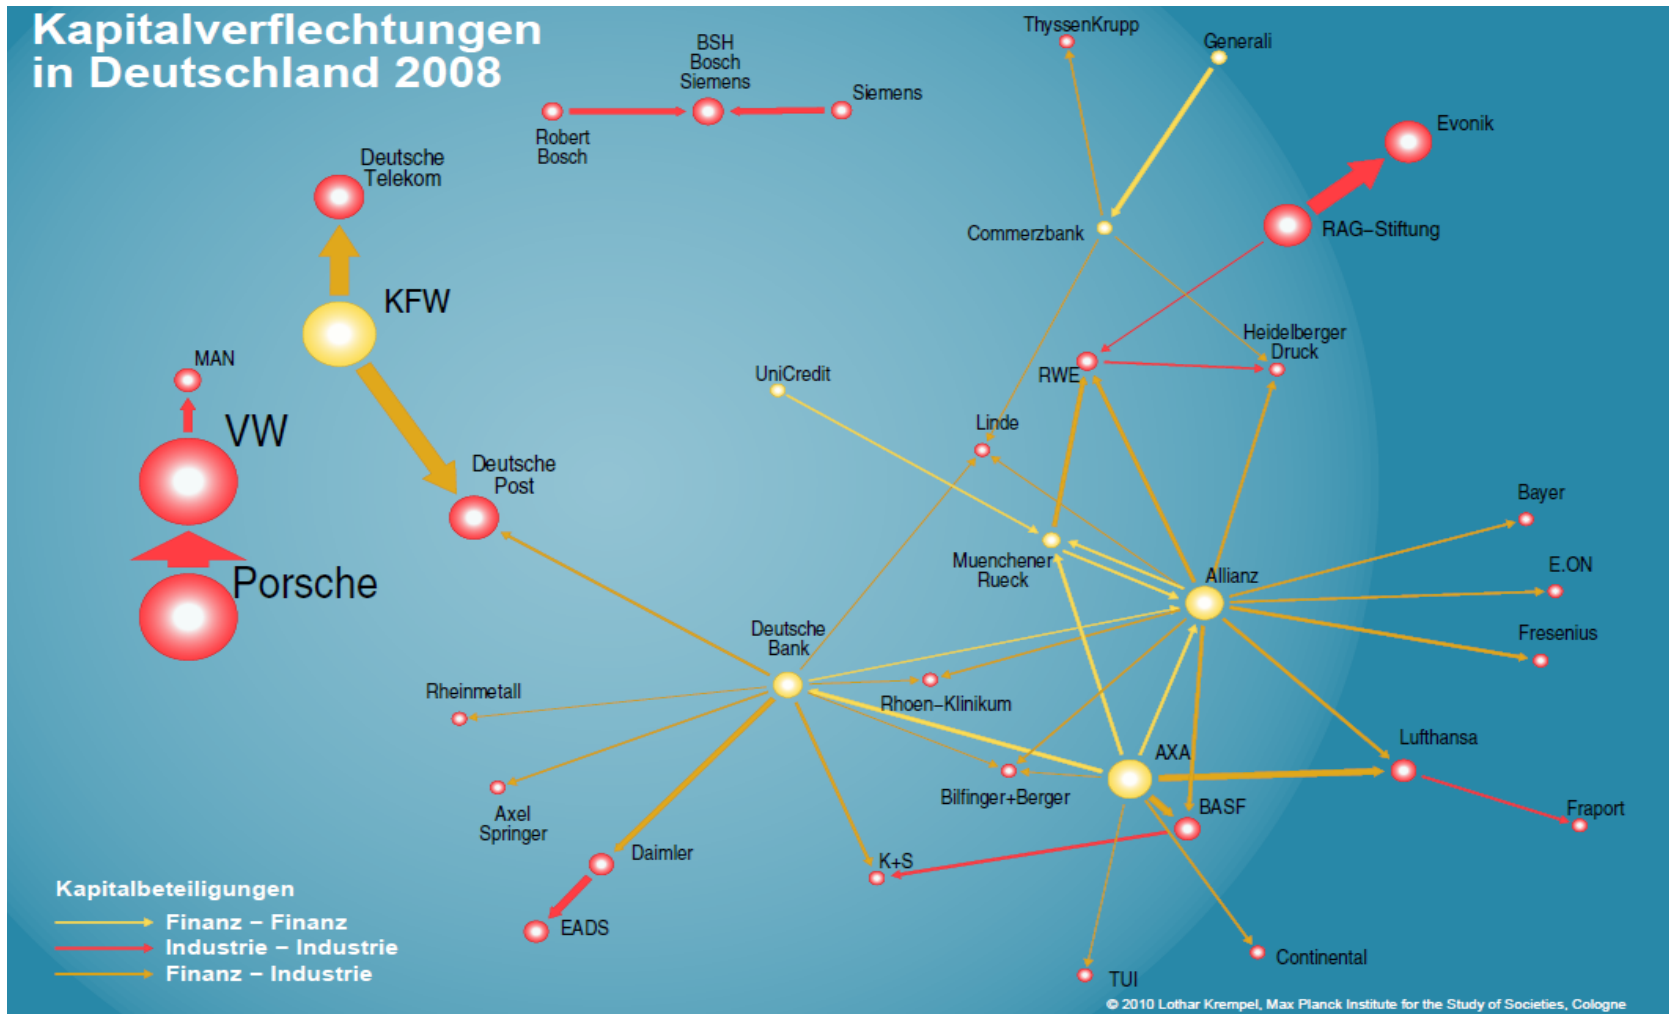 Kapitalverflechtungen
in Deutschland 2008
ThyssenKrupp
Generali
BSH
Bosch
Siemens
Siemens
Robert
Bosch
Evonik
Deutsche
Telekom
RAG–Stiftung
Commerzbank
KFW
Heidelberger
Druck
MAN
UniCredit
RWE
VW
Linde
Deutsche
Post
Bayer
Muenchener
Rueck
Allianz
E.ON
Porsche
Deutsche
Bank
Fresenius
Rheinmetall
Rhoen–Klinikum
Lufthansa
AXA
Bilfinger+Berger
BASF
Fraport
Axel
Springer
Daimler
K+S
Kapitalbeteiligungen
Finanz – Finanz
Industrie – Industrie
Finanz – Industrie
EADS
Continental
TUI
© 2010 Lothar Krempel, Max Planck Institute for the Study of Societies, Cologne